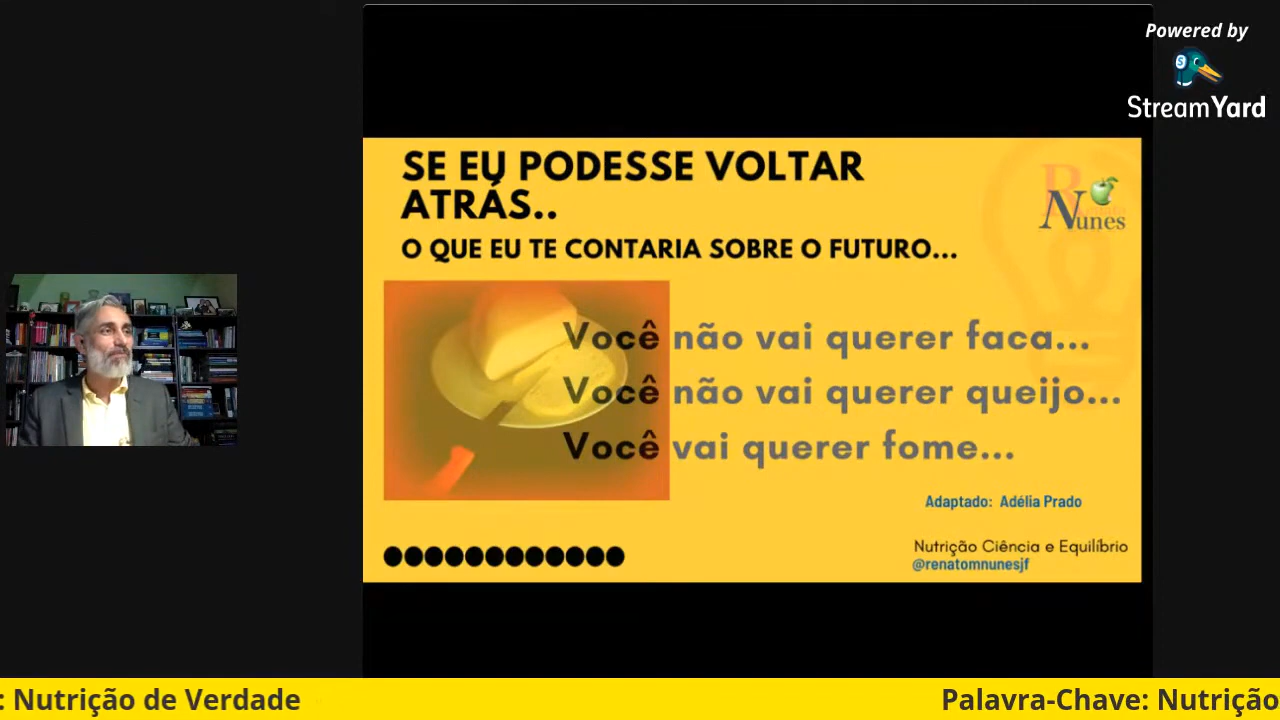 Powered by
StreamYard
SE EU PODESSE VOLTAR
ATRÁS..
O QUE EU TE CONTARIA SOBRE O FUTURO...
Nunes
Você não vai querer faca...
Você não vai querer queijo...
Você vai querer fome...
Adaptado: Adélia Prado
Nutrição Ciência e Equilíbrio
@renatomnunesjf
: Nutrição de Verdade
Palavra-Chave: Nutrição